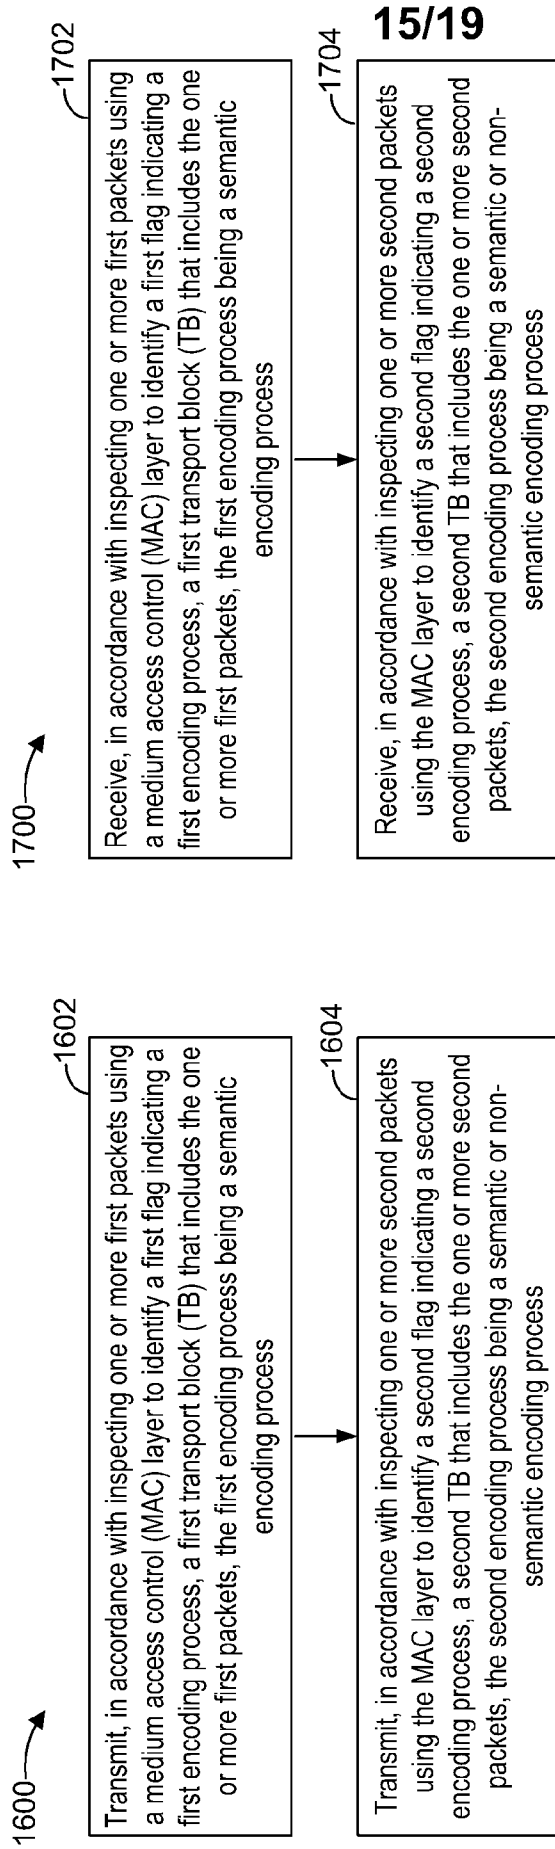 1600
1602
Transmit, in accordance with inspecting one or more first packets using
a medium access control (MAC) layer to identify a first flag indicating a
first encoding process, a first transport block (TB) that includes the one
or more first packets, the first encoding process being a semantic
encoding process
1604
Transmit, in accordance with inspecting one or more second packets
using the MAC layer to identify a second flag indicating a second
encoding process, a second TB that includes the one or more second
packets, the second encoding process being a semantic or non-
semantic encoding process
1700
1702
Receive, in accordance with inspecting one or more first packets using
a medium access control (MAC) layer to identify a first flag indicating a
first encoding process, a first transport block (TB) that includes the one
or more first packets, the first encoding process being a semantic
encoding process
1704
Receive, in accordance with inspecting one or more second packets
using the MAC layer to identify a second flag indicating a second
encoding process, a second TB that includes the one or more second
packets, the second encoding process being a semantic or non-
semantic encoding process
15/19